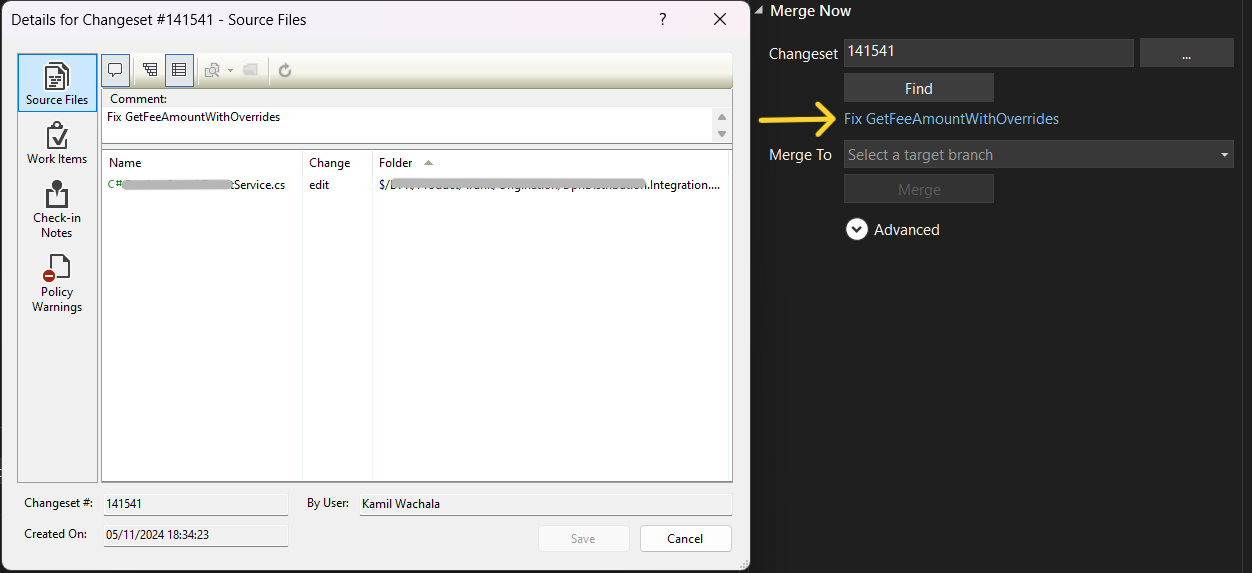 Details for Changeset #141541 - Source Files
?
Source Files
Work Items
Check-in
Notes
Policy
Warnings
Comment:
Fix GetFeeAmountWithOverrides
Name Change Folder
C# Service.cs edit $/ .Integration....
Changeset #: 141541 By User: Kamil Wachala
Created On: 05/11/2024 18:34:23
Save Cancel
Merge Now
Changeset 141541 ...
Find
Fix GetFeeAmountWithOverrides
Merge To Select a target branch
Merge
Advanced